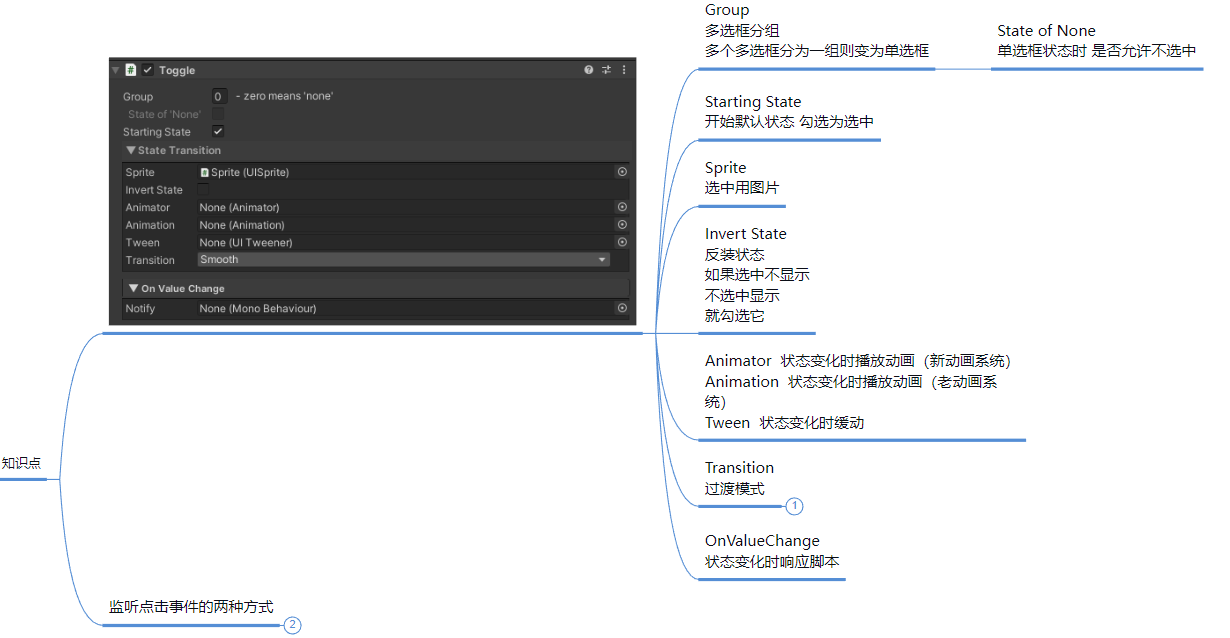 知识点
Toggle
Group 0 - zero means 'none'
State of 'None'
Starting State
State Transition
Sprite Sprite (UISprite)
Invert State
Animator None (Animator)
Animation None (Animation)
Tween None (UI Tweener)
Transition Smooth
On Value Change
Notify None (Mono Behaviour)
Group
多选框分组
多个多选框分为一组则变为单选框
State of None
单选框状态时 是否允许不选中
Starting State
开始默认状态 勾选为选中
Sprite
选中用图片
Invert State
反装状态
如果选中不显示
不选中显示
就勾选它
Animator 状态变化时播放动画（新动画系统）
Animation 状态变化时播放动画（老动画系
统）
Tween 状态变化时缓动
Transition
过渡模式
1
OnValueChange
状态变化时响应脚本
监听点击事件的两种方式
2